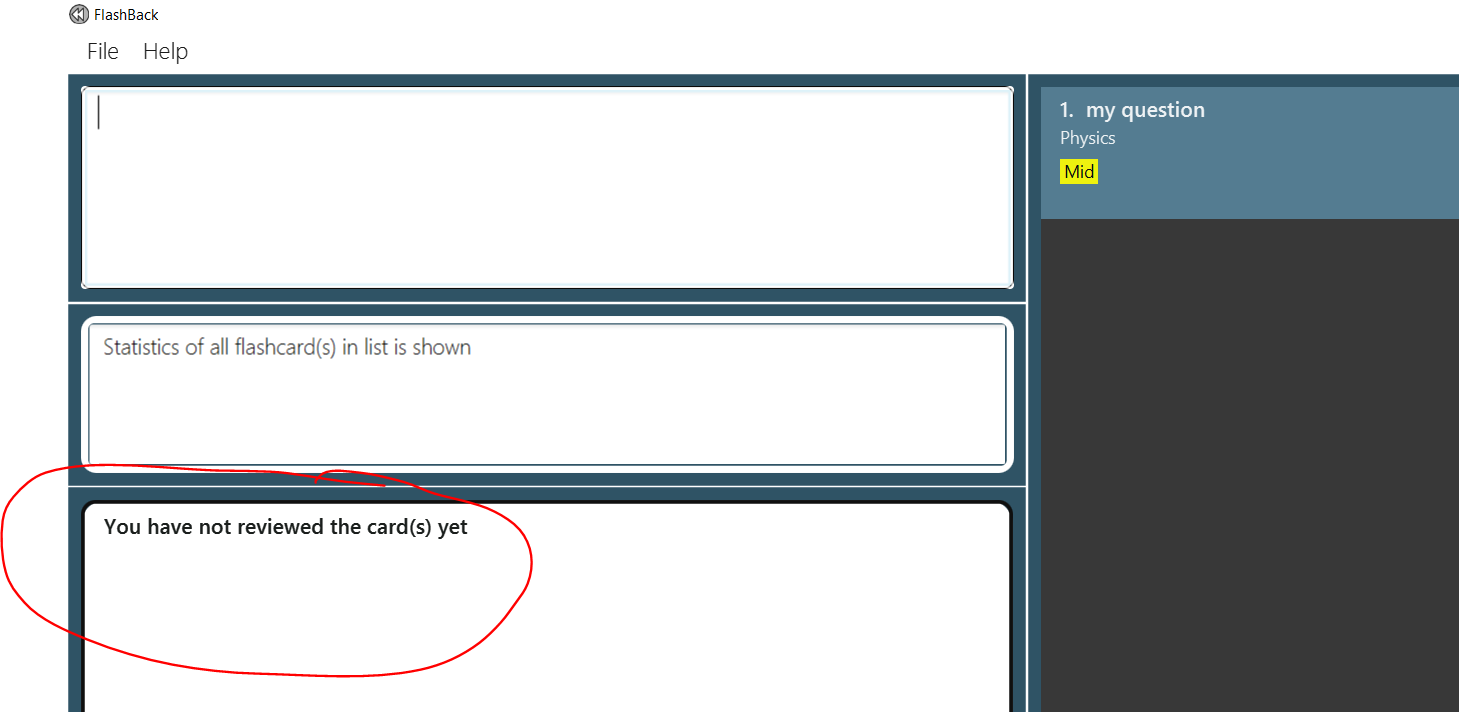 FlashBack
File Help
Statistics of all flashcard(s) in list is shown
You have not reviewed the card(s) yet
1. my question
Physics
Mid